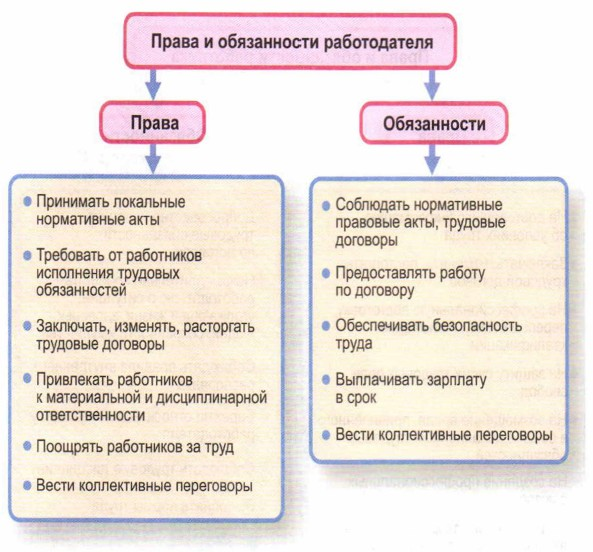 Права и обязанности работодателя
Права
Обязанности
Принимать локальные
нормативные акты
Требовать от работников
исполнения трудовых
обязанностей
Заключать, изменять, расторгать
трудовые договоры
Привлекать работников
к материальной и дисциплинарной
ответственности
Поощрять работников за труд
Вести коллективные переговоры
Соблюдать нормативные
правовые акты, трудовые
договоры
Предоставлять работу
по договору
Обеспечивать безопасность
труда
Выплачивать зарплату
в срок
Вести коллективные переговоры